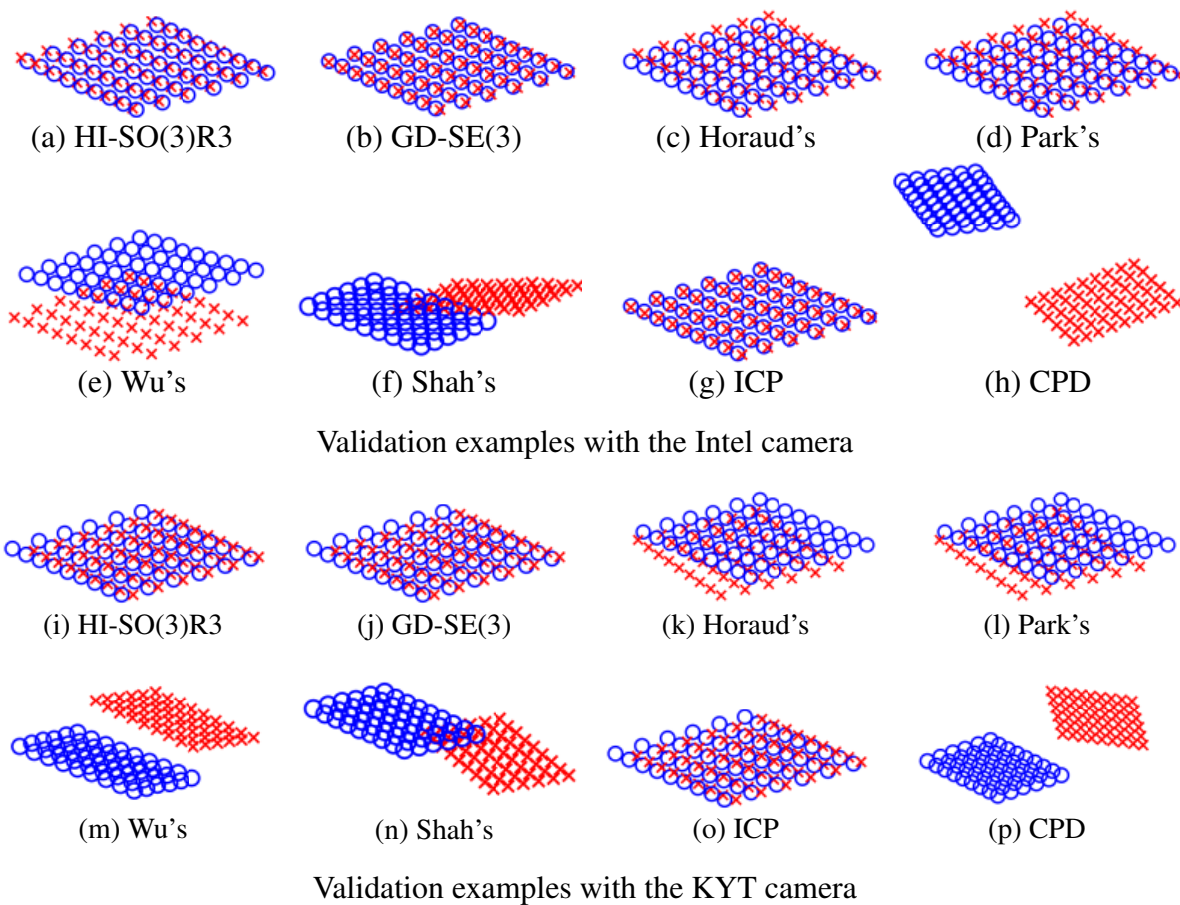 (a) HI-SO(3)R3 (b) GD-SE(3) (c) Horaud's (d) Park's
(e) Wu's (f) Shah's (g) ICP (h) CPD
Validation examples with the Intel camera
(i) HI-SO(3)R3 (j) GD-SE(3) (k) Horaud's (l) Park's
(m) Wu's (n) Shah's (o) ICP (p) CPD
Validation examples with the KYT camera